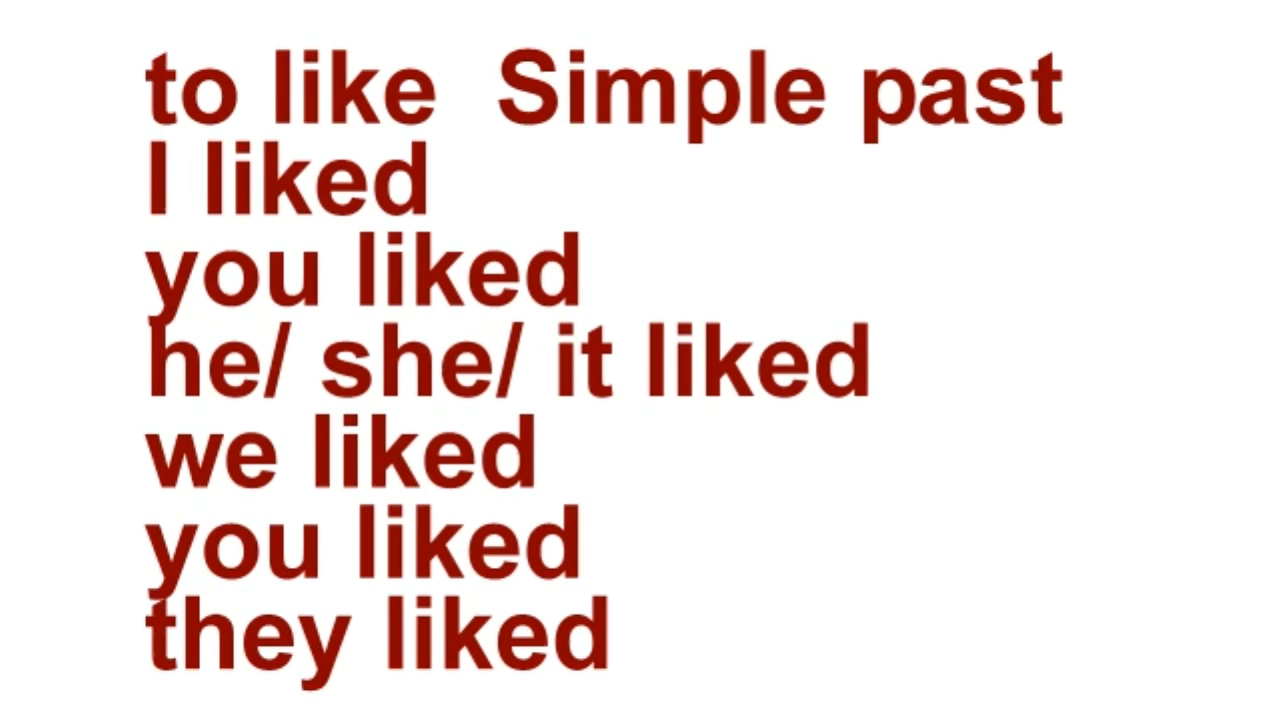 to like  Simple past
I liked
you liked
he/ she/ it liked
we liked
you liked
they liked